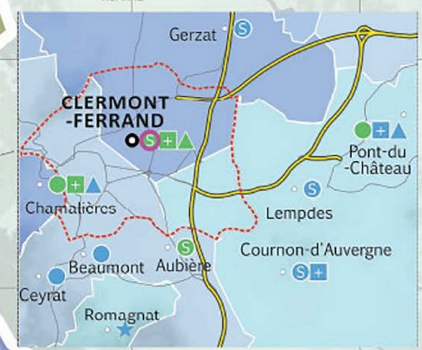 Gerzat
S
CLERMONT
-FERRAND
S
Pont-du
-Château
Chamalières
S
Lempdes
S
Cournon-d'Auvergne
S
Aubière
Beaumont
Ceyrat
Romagnat